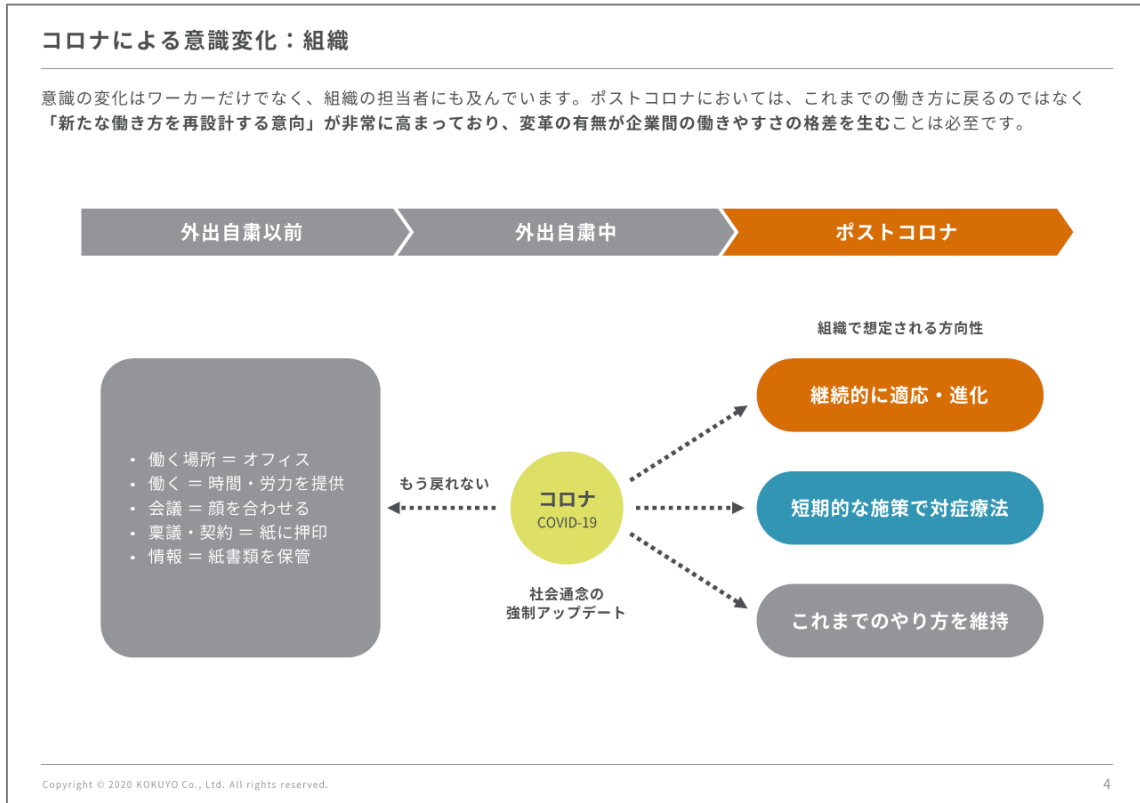 コロナによる意識変化：組織
意識の変化はワーカーだけでなく、組織の担当者にも及んでいます。ポストコロナにおいては、これまでの働き方に戻るのではなく
「新たな働き方を再設計する意向」が非常に高まっており、変革の有無が企業間の働きやすさの格差を生むことは必至です。
外出自粛以前
外出自粛中
ポストコロナ
組織で想定される方向性
・ 働く場所 ＝ オフィス
・ 働く ＝ 時間・労力を提供
・ 会議 ＝ 顔を合わせる
・ 稟議・契約 ＝ 紙に押印
・ 情報 ＝ 紙書類を保管
もう戻れない
コロナ
COVID-19
社会通念の
強制アップデート
継続的に適応・進化
短期的な施策で対症療法
これまでのやり方を維持
Copyright © 2020 KOKUYO Co., Ltd. All rights reserved.
4